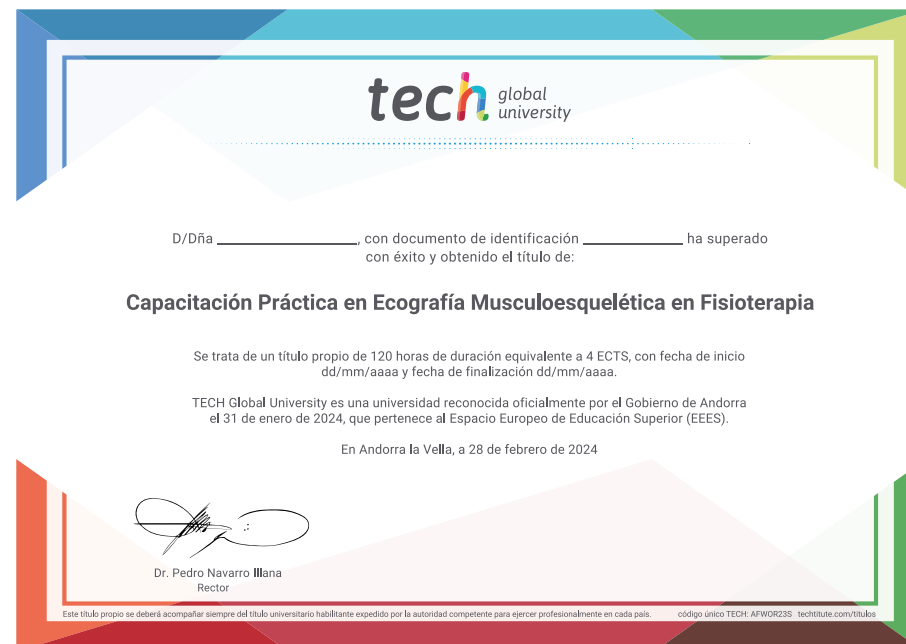 tech global university
D/Dña ____________________, con documento de identificación ______________ ha superado
con éxito y obtenido el título de:
Capacitación Práctica en Ecografía Musculoesquelética en Fisioterapia
Se trata de un título propio de 120 horas de duración equivalente a 4 ECTS, con fecha de inicio
dd/mm/aaaa y fecha de finalización dd/mm/aaaa.
TECH Global University es una universidad reconocida oficialmente por el Gobierno de Andorra
el 31 de enero de 2024, que pertenece al Espacio Europeo de Educación Superior (EEES).
En Andorra la Vella, a 28 de febrero de 2024
Dr. Pedro Navarro Illana
Rector
Este título propio se deberá acompañar siempre del título universitario habilitante expedido por la autoridad competente para ejercer profesionalmente en cada país. código único TECH: AFWOR23S techtitute.com/titulos